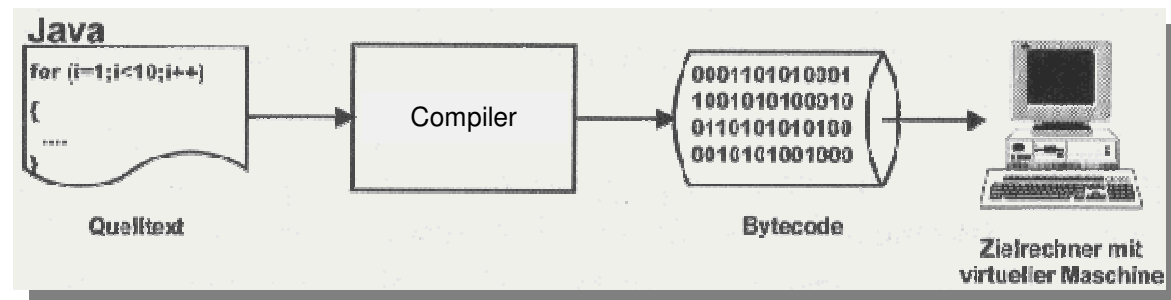 Java
for (i=1;i<10;i++)
{
....
}
Quelltext
Compiler
0001101010001
1001010100010
0110101010100
0010101001000
Bytecode
Zielrechner mit
virtueller Maschine